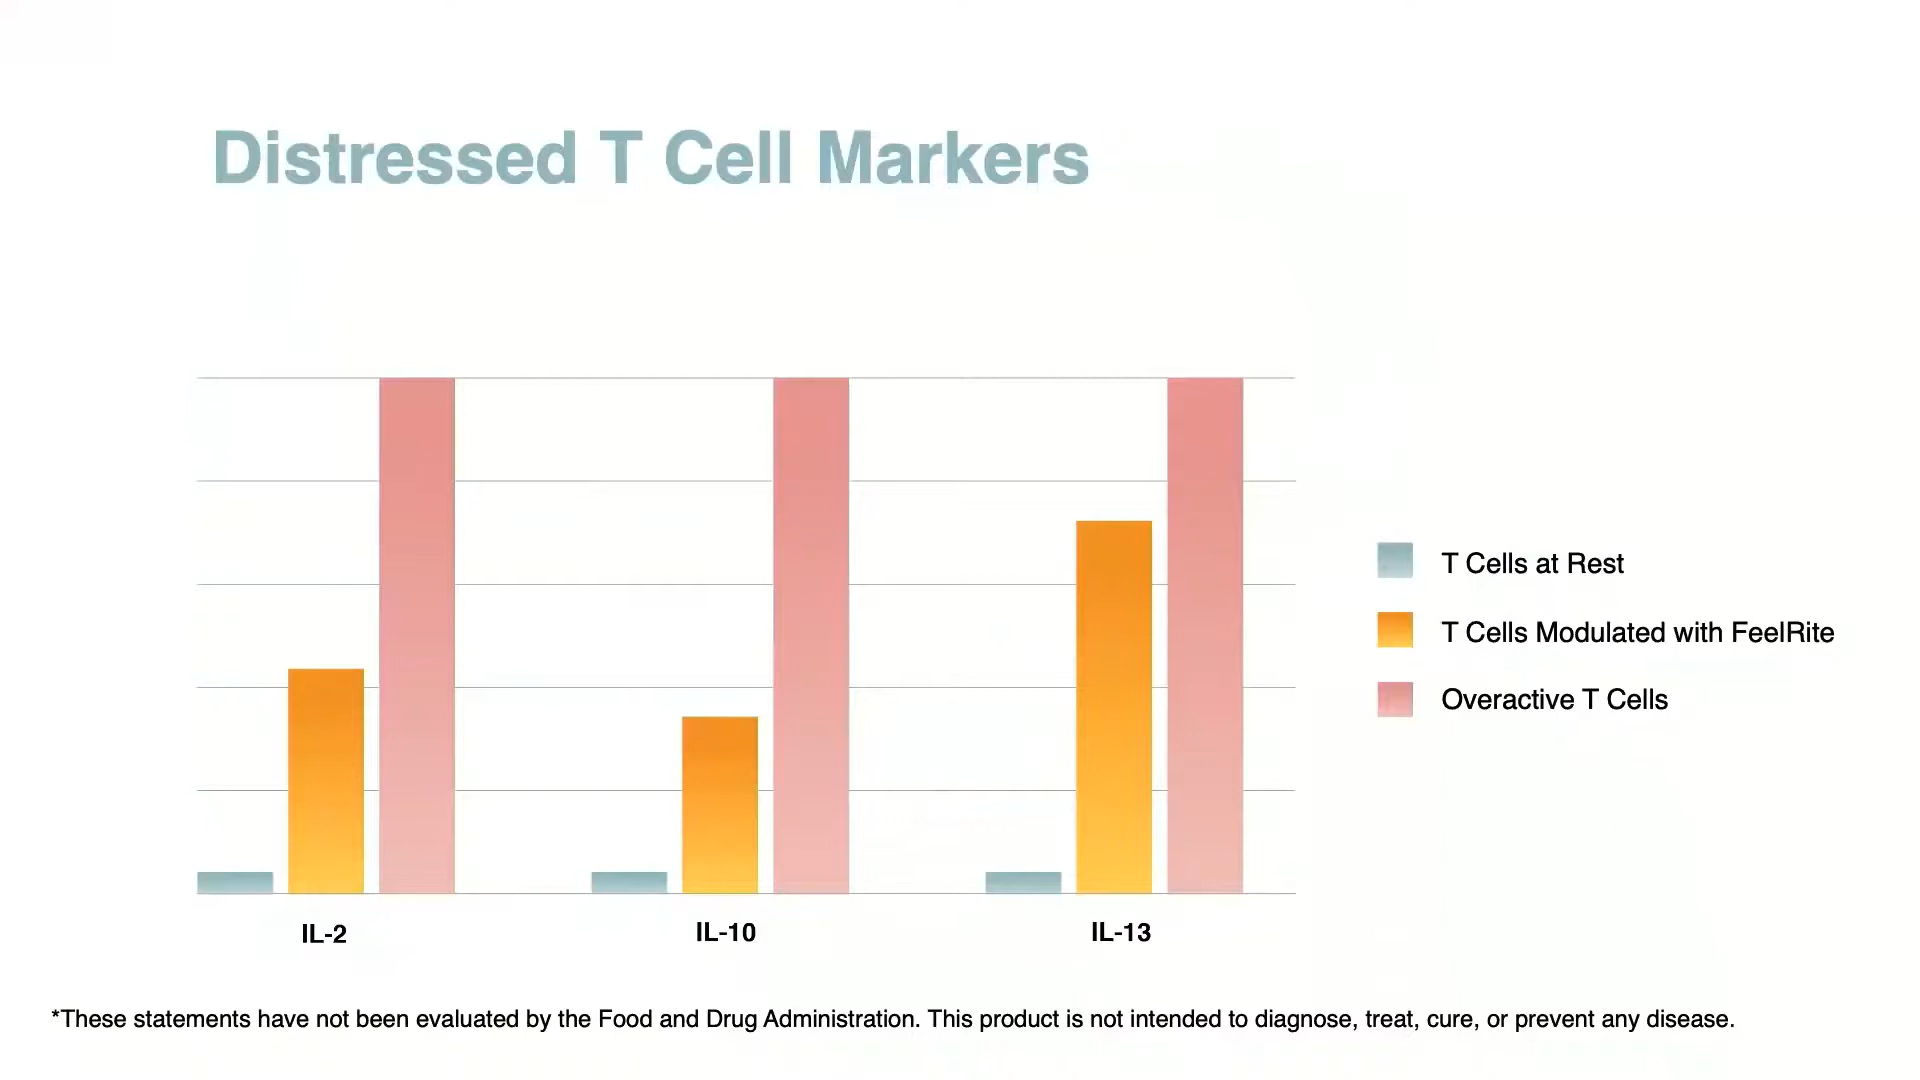 Distressed T Cell Markers
T Cells at Rest
T Cells Modulated with FeelRite
Overactive T Cells
IL-2
IL-10
IL-13
*These statements have not been evaluated by the Food and Drug Administration. This product is not intended to diagnose, treat, cure, or prevent any disease.